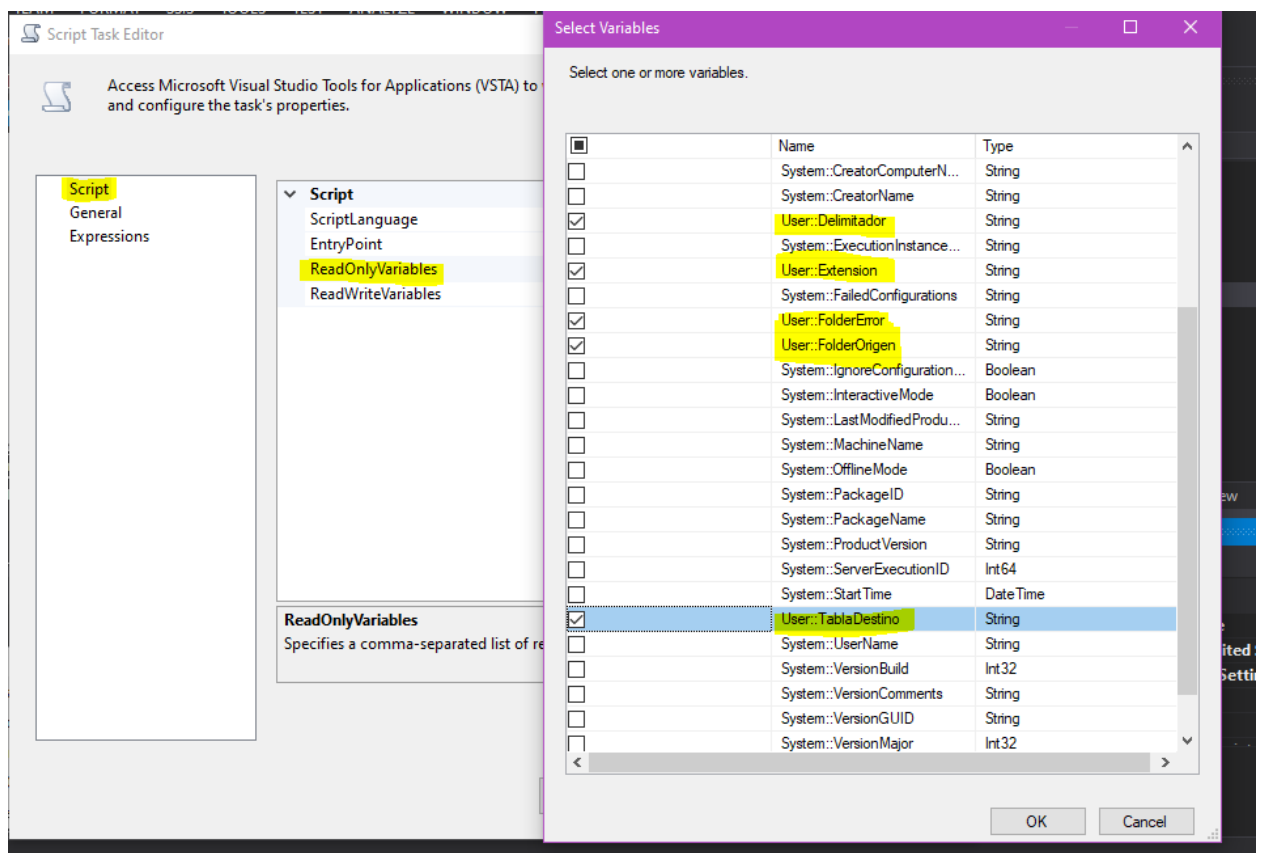 Script Task Editor
Access Microsoft Visual Studio Tools for Applications (VSTA) to
and configure the task's properties.
Script
General
Expressions
Script
ScriptLanguage
EntryPoint
ReadOnlyVariables
ReadWriteVariables
ReadOnlyVariables
Specifies a comma-separated list of re
Select Variables
Select one or more variables.
Name Type
System::CreatorComputerN... String
System::CreatorName String
User::Delimitador String
System::ExecutionInstance... String
User::Extension String
System::FailedConfigurations String
User::FolderError String
User::FolderOrigen String
System::IgnoreConfiguration... Boolean
System::InteractiveMode Boolean
System::LastModifiedProdu... String
System::MachineName String
System::OfflineMode Boolean
System::PackageID String
System::PackageName String
System::ProductVersion String
System::ServerExecutionID Int64
System::StartTime DateTime
User::TablaDestino String
System::UserName String
System::VersionBuild Int32
System::VersionComments String
System::VersionGUID String
System::VersionMajor Int32
OK Cancel
ew
ited
Setti